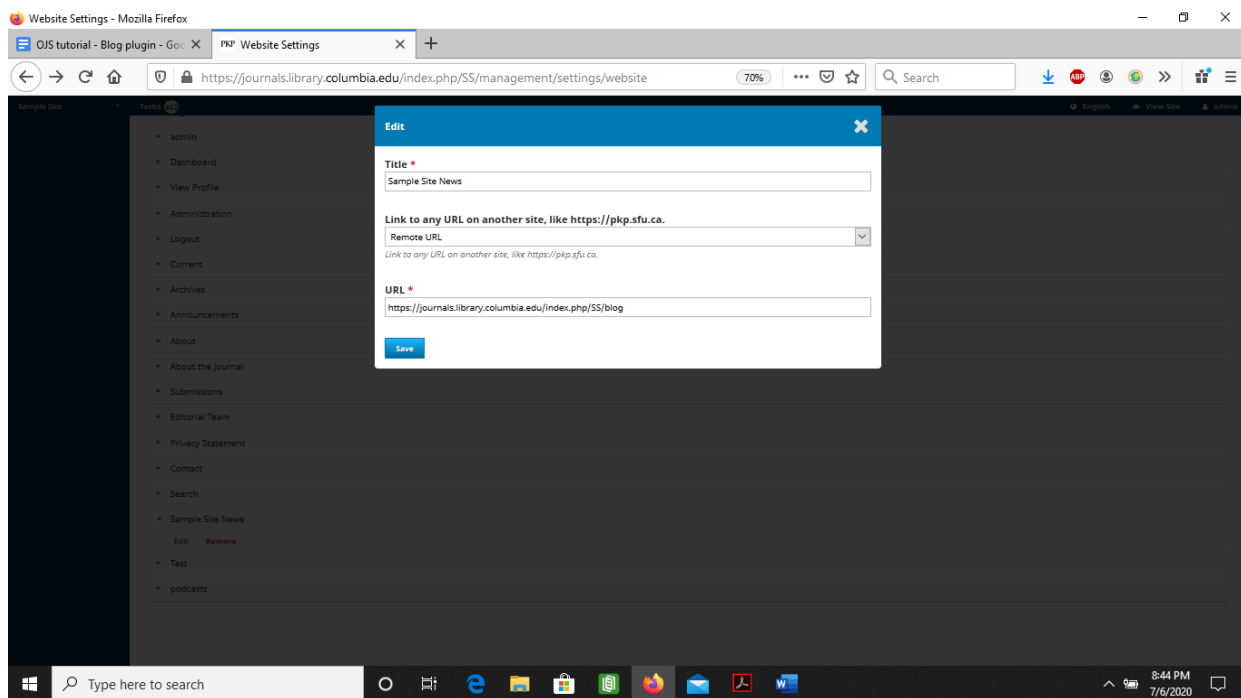 Website Settings - Mozilla Firefox
OJS tutorial - Blog plugin - Goo
PKP Website Settings
https://journals.library.columbia.edu/index.php/SS/management/settings/website
70%
Search
ABP
Sample Site
Tasks
English
View Site
admin
admin
Dashboard
View Profile
Administration
Logout
Current
Archives
Announcements
About
About the Journal
Submissions
Editorial Team
Privacy Statement
Contact
Search
Sample Site News
Edit Remove
Test
podcasts
Edit
Title *
Sample Site News
Link to any URL on another site, like https://pkp.sfu.ca.
Remote URL
Link to any URL on another site, like https://pkp.sfu.ca.
URL *
https://journals.library.columbia.edu/index.php/SS/blog
Save
Type here to search
8:44 PM
7/6/2020